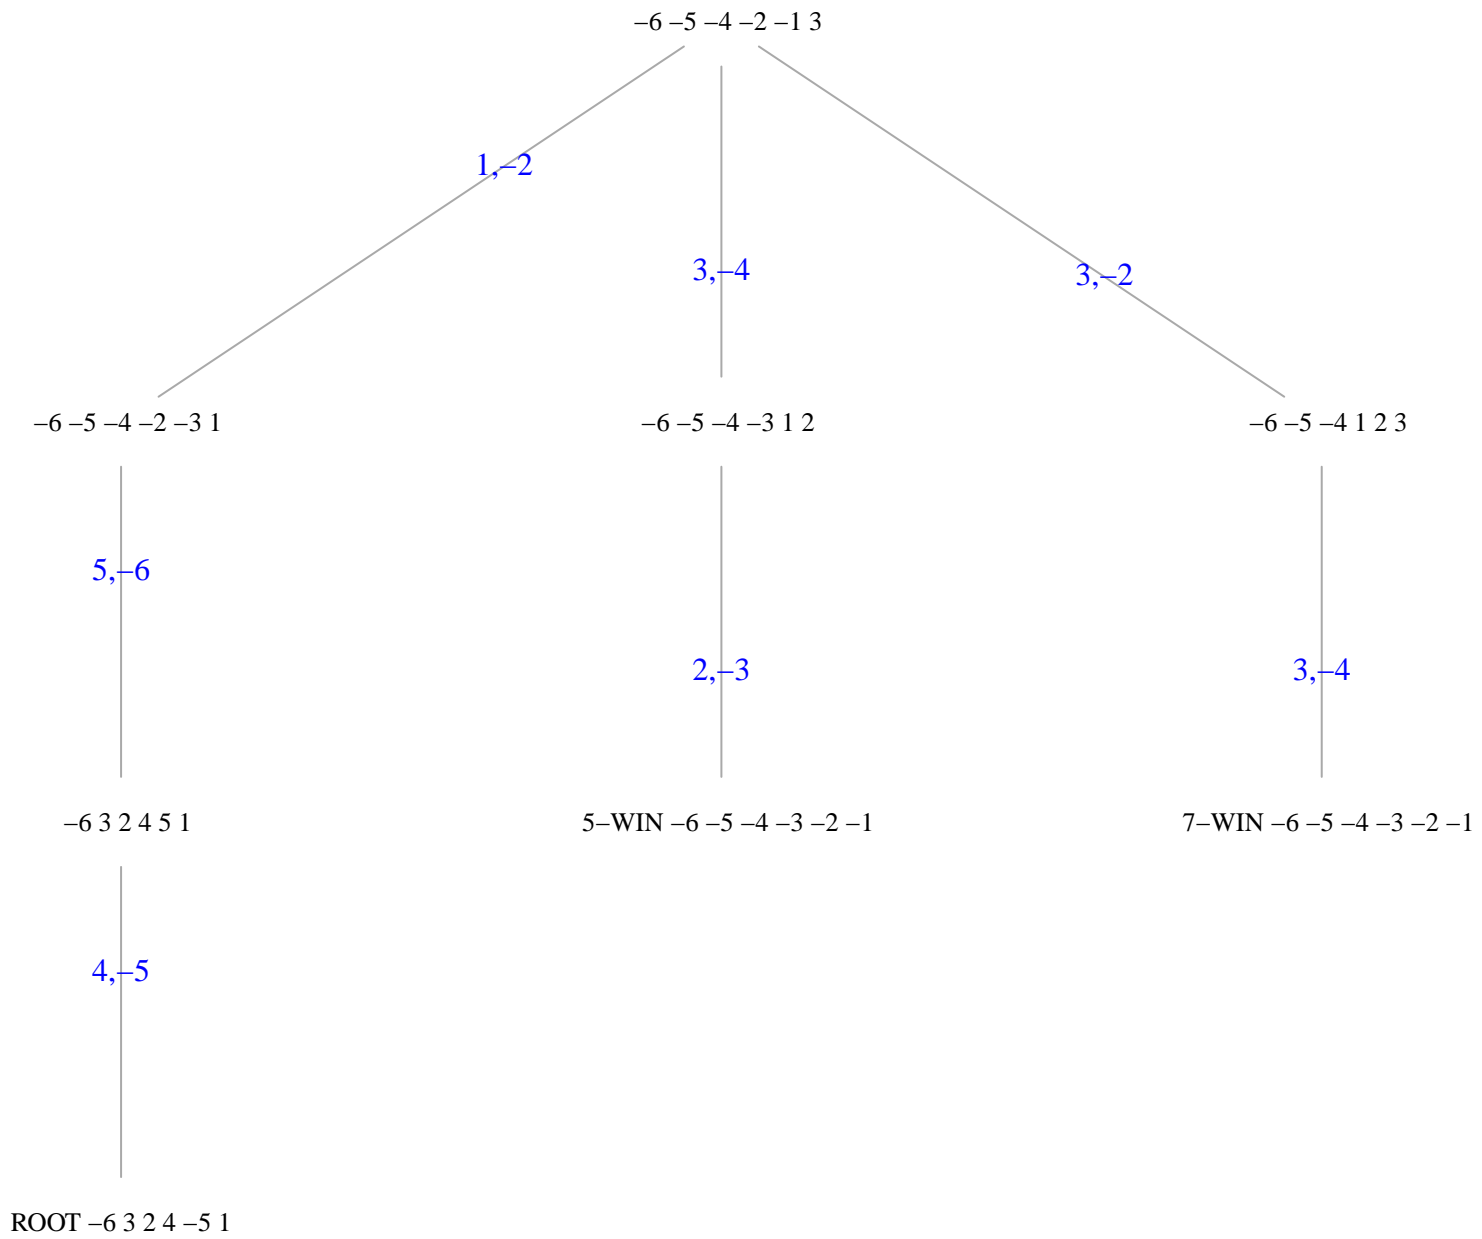 –6 –5 –4 –2 –1 3
1,–2
3,–4
3,–2
–6 –5 –4 –2 –3 1
–6 –5 –4 –3 1 2
–6 –5 –4 1 2 3
5,–6
2,–3
3,–4
–6 3 2 4 5 1
5–WIN –6 –5 –4 –3 –2 –1
7–WIN –6 –5 –4 –3 –2 –1
4,–5
ROOT –6 3 2 4 –5 1